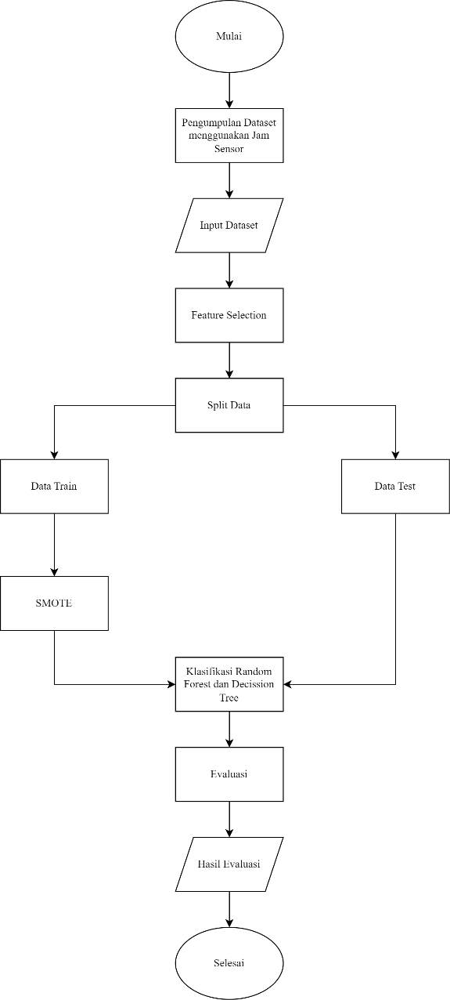 Mulai
Pengumpulan Dataset
menggunakan Jam
Sensor
Input Dataset
Feature Selection
Split Data
Data Train
Data Test
SMOTE
Klasifikasi Random
Forest dan Decission
Tree
Evaluasi
Hasil Evaluasi
Selesai